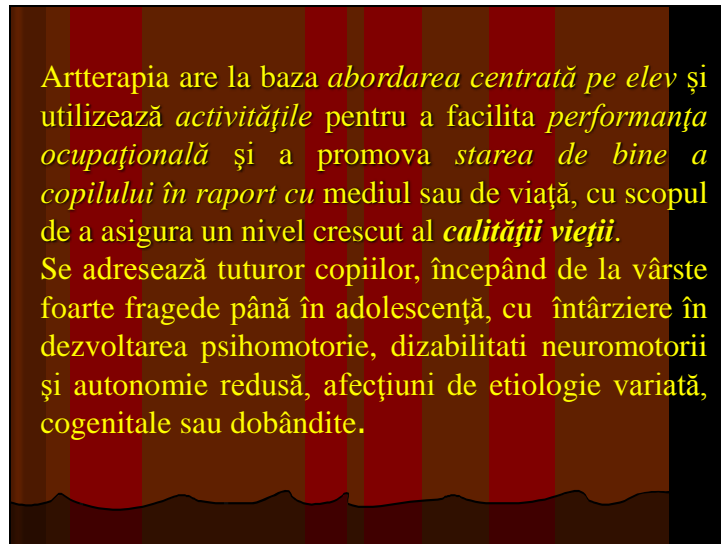 Artterapia are la baza abordarea centrată pe elev și
utilizează activităţile pentru a facilita performanţa
ocupaţională şi a promova starea de bine a
copilului în raport cu mediul sau de viaţă, cu scopul
de a asigura un nivel crescut al calităţii vieţii.
Se adresează tuturor copiilor, începând de la vârste
foarte fragede până în adolescenţă, cu întârziere în
dezvoltarea psihomotorie, dizabilitati neuromotorii
şi autonomie redusă, afecţiuni de etiologie variată,
cogenitale sau dobândite.